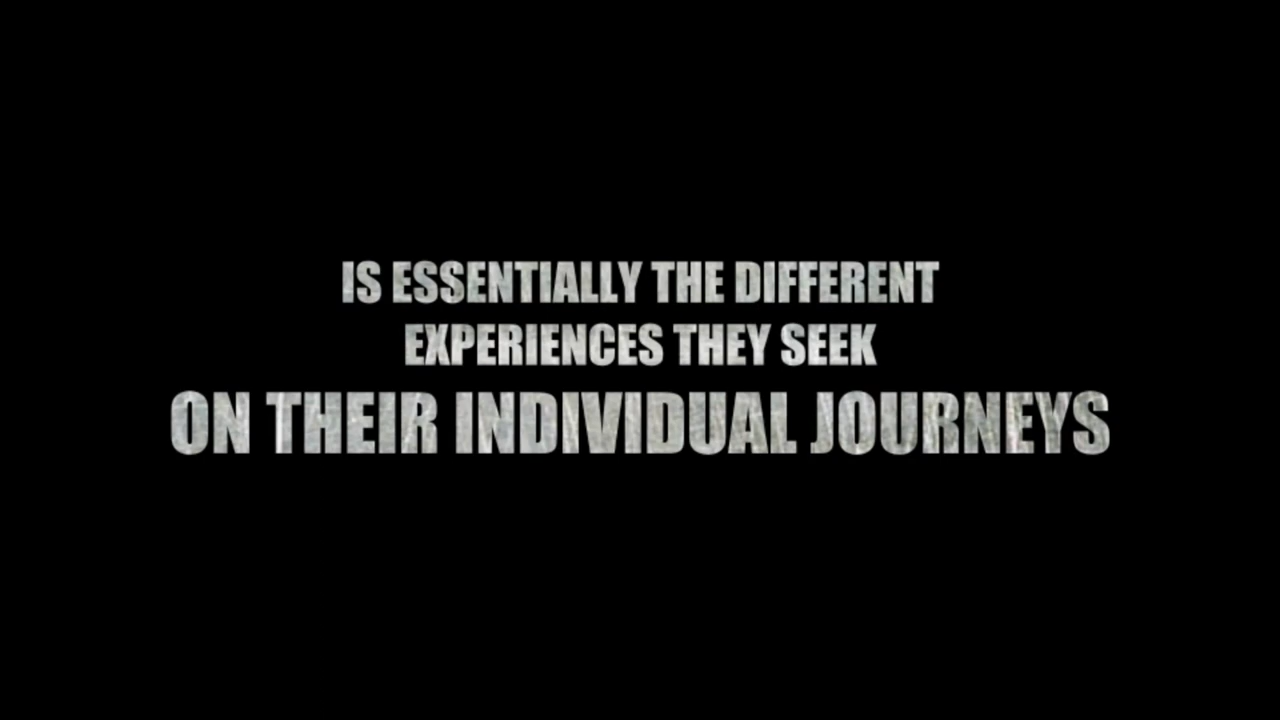 IS ESSENTIALLY THE DIFFERENT
EXPERIENCES THEY SEEK
ON THEIR INDIVIDUAL JOURNEYS